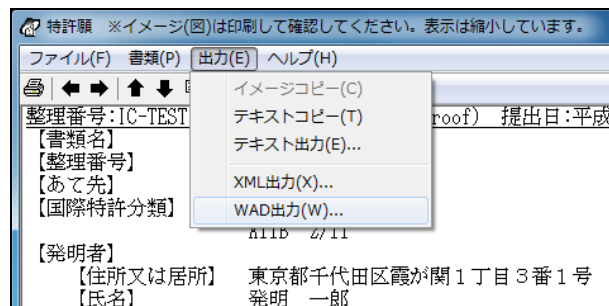 特許願 ※イメージ(図)は印刷して確認してください。表示は縮小しています。
ファイル(F) 書類(P) 出力(E) ヘルプ(H)
イメージコピー(C)
テキストコピー(T)
テキスト出力(E)...
XML出力(X)...
WAD出力(W)...
整理番号:IC-TEST roof) 提出日:平成
【書類名】
【整理番号】
【あて先】
【国際特許分類】
A11B 2/11
【発明者】
【住所又は居所】 東京都千代田区霞が関1丁目3番1号
【氏名】 発明 一郎